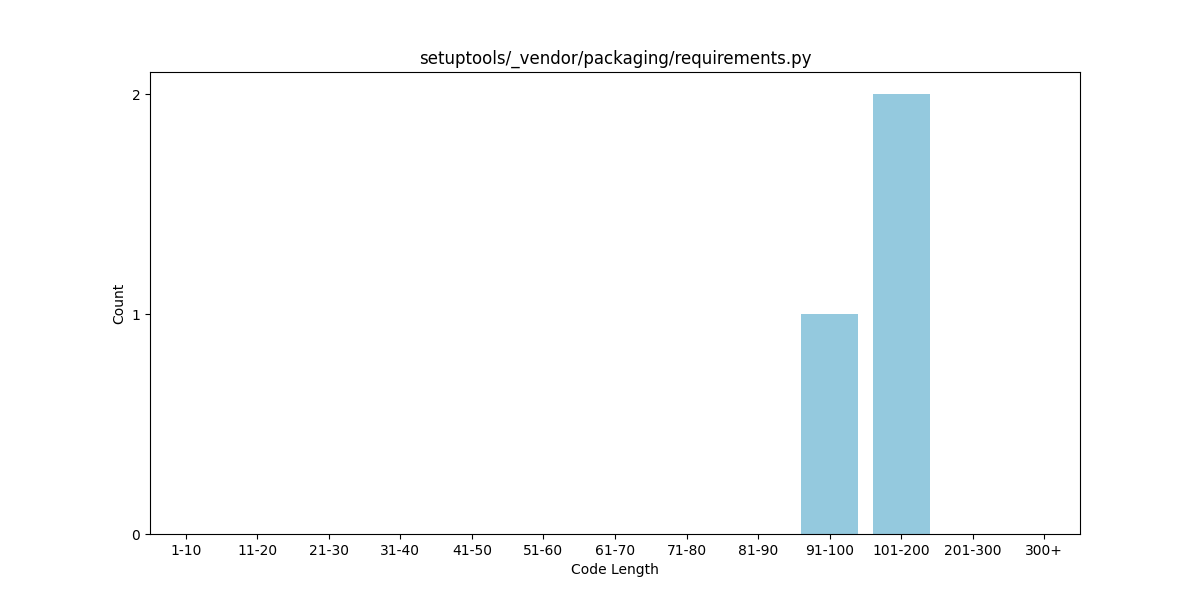 setuptools/_vendor/packaging/requirements.py
Count
2
1
0
1-10 11-20 21-30 31-40 41-50 51-60 61-70 71-80 81-90 91-100 101-200 201-300 300+
Code Length